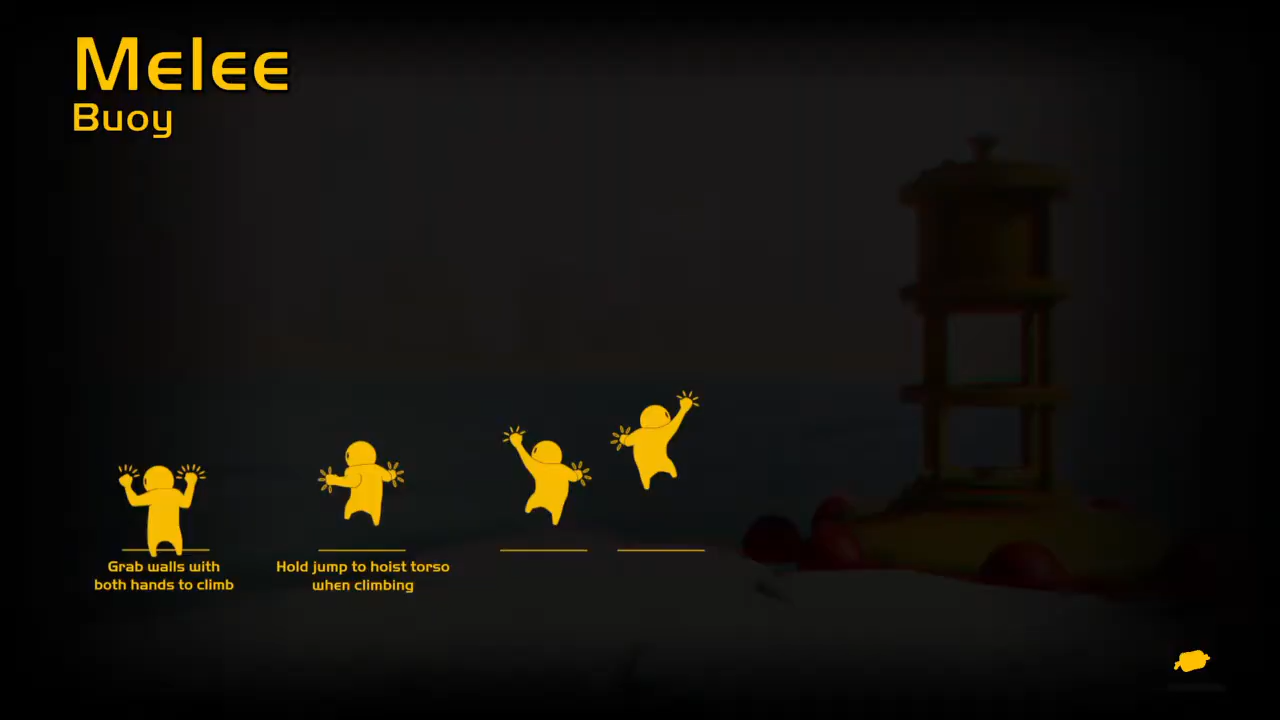 Melee
Buoy
Grab walls with
both hands to climb
Hold jump to hoist torso
when climbing